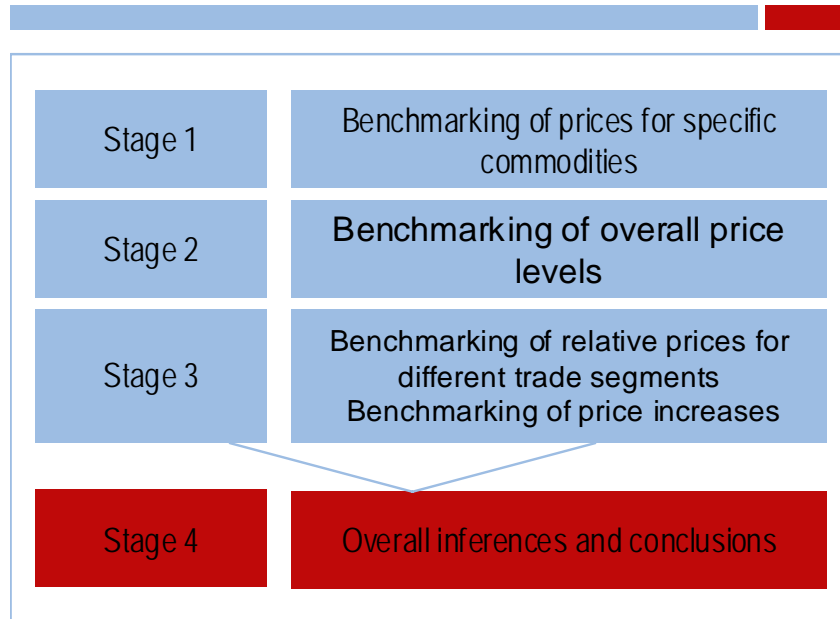 Stage 1
Benchmarking of prices for specific
commodities
Stage 2
Benchmarking of overall price
levels
Stage 3
Benchmarking of relative prices for
different trade segments
Benchmarking of price increases
Stage 4
Overall inferences and conclusions